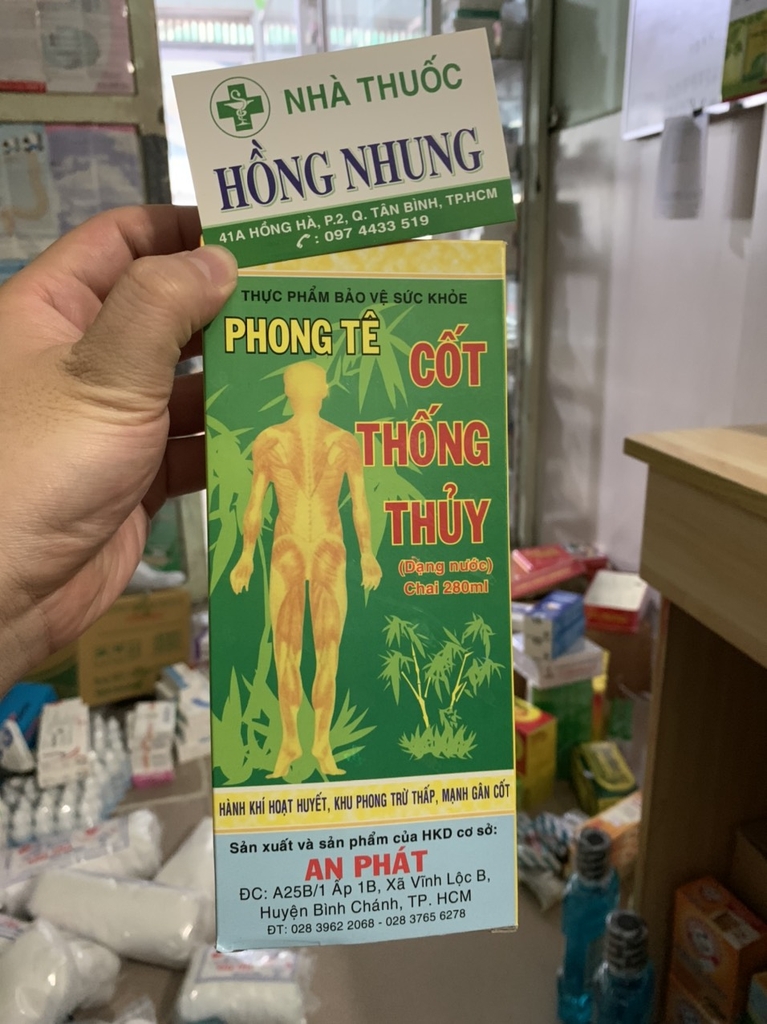 NHÀ THUỐC
HỒNG NHUNG
41A HỒNG HÀ, P.2, Q. TÂN BÌNH, TP.HCM
: 097 4433 519
THỰC PHẨM BẢO VỆ SỨC KHỎE
PHONG TÊ
CỐT
THỐNG
THỦY
(Dạng nước)
Chai 280ml
HÀNH KHÍ HOẠT HUYẾT, KHU PHONG TRỪ THẤP, MẠNH GÂN CỐT
Sản xuất và sản phẩm của HKD cơ sở:
AN PHÁT
ĐC: A25B/1 Ấp 1B, Xã Vĩnh Lộc B,
Huyện Bình Chánh, TP. HCM
ĐT: 028 3962 2068 - 028 3765 6278